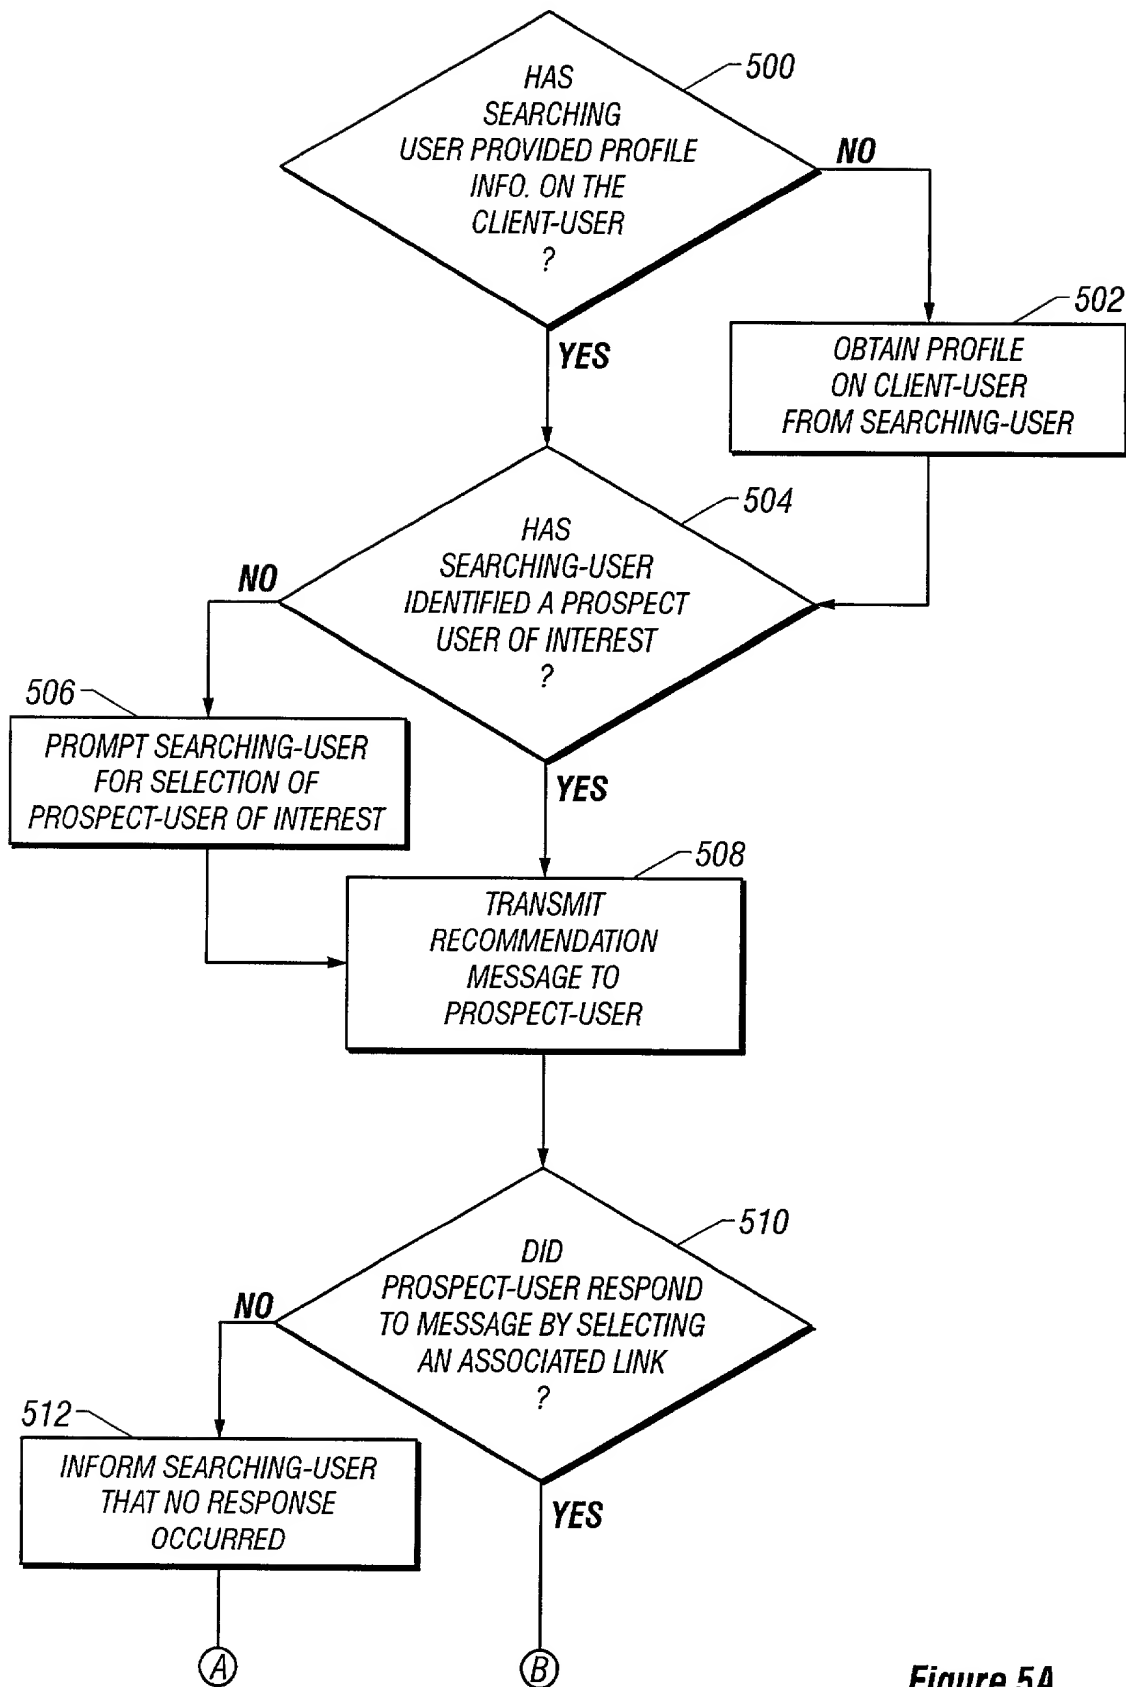 500
HAS
SEARCHING
USER PROVIDED PROFILE
INFO. ON THE
CLIENT-USER
?
NO
YES
502
OBTAIN PROFILE
ON CLIENT-USER
FROM SEARCHING-USER
504
HAS
SEARCHING-USER
IDENTIFIED A PROSPECT
USER OF INTEREST
?
NO
YES
506
PROMPT SEARCHING-USER
FOR SELECTION OF
PROSPECT-USER OF INTEREST
508
TRANSMIT
RECOMMENDATION
MESSAGE TO
PROSPECT-USER
510
DID
PROSPECT-USER RESPOND
TO MESSAGE BY SELECTING
AN ASSOCIATED LINK
?
NO
YES
512
INFORM SEARCHING-USER
THAT NO RESPONSE
OCCURRED
A
B
Figure 5A